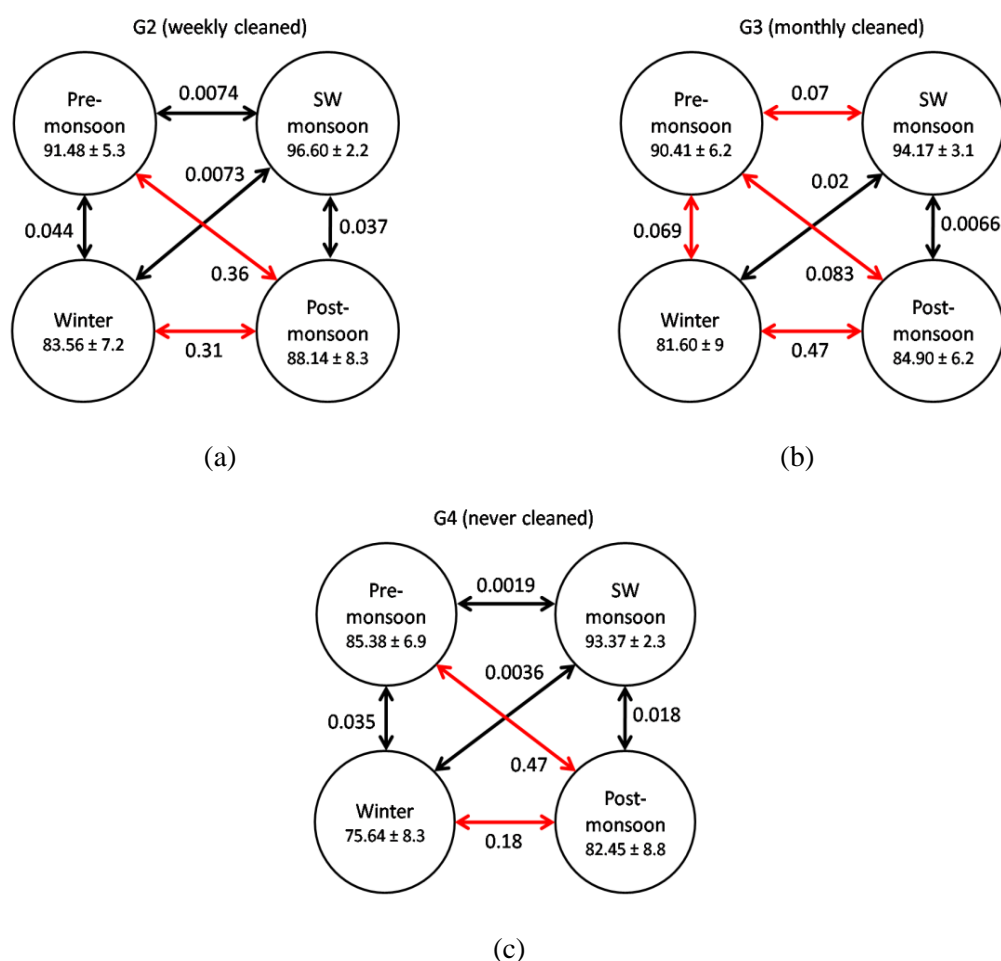 G2 (weekly cleaned)
Pre-
monsoon
91.48 ± 5.3
0.0074
SW
monsoon
96.60 ± 2.2
0.0073
0.044
0.037
0.36
Winter
83.56 ± 7.2
0.31
Post-
monsoon
88.14 ± 8.3
(a)
G3 (monthly cleaned)
Pre-
monsoon
90.41 ± 6.2
0.07
SW
monsoon
94.17 ± 3.1
0.02
0.069
0.0066
0.083
Winter
81.60 ± 9
0.47
Post-
monsoon
84.90 ± 6.2
(b)
G4 (never cleaned)
Pre-
monsoon
85.38 ± 6.9
0.0019
SW
monsoon
93.37 ± 2.3
0.0036
0.035
0.018
0.47
Winter
75.64 ± 8.3
0.18
Post-
monsoon
82.45 ± 8.8
(c)